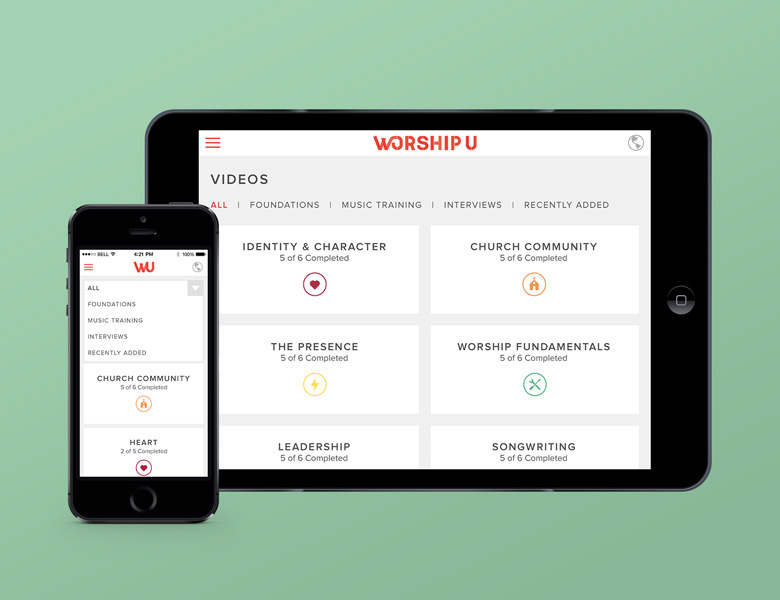 WORSHIP U
VIDEOS
ALL | FOUNDATIONS | MUSIC TRAINING | INTERVIEWS | RECENTLY ADDED
IDENTITY & CHARACTER
5 of 6 Completed
CHURCH COMMUNITY
5 of 6 Completed
THE PRESENCE
5 of 6 Completed
WORSHIP FUNDAMENTALS
5 of 6 Completed
LEADERSHIP
5 of 6 Completed
SONGWRITING
5 of 6 Completed
BELL 4:21 PM 100%
WU
ALL
FOUNDATIONS
MUSIC TRAINING
INTERVIEWS
RECENTLY ADDED
CHURCH COMMUNITY
5 of 6 Completed
HEART
2 of 5 Completed